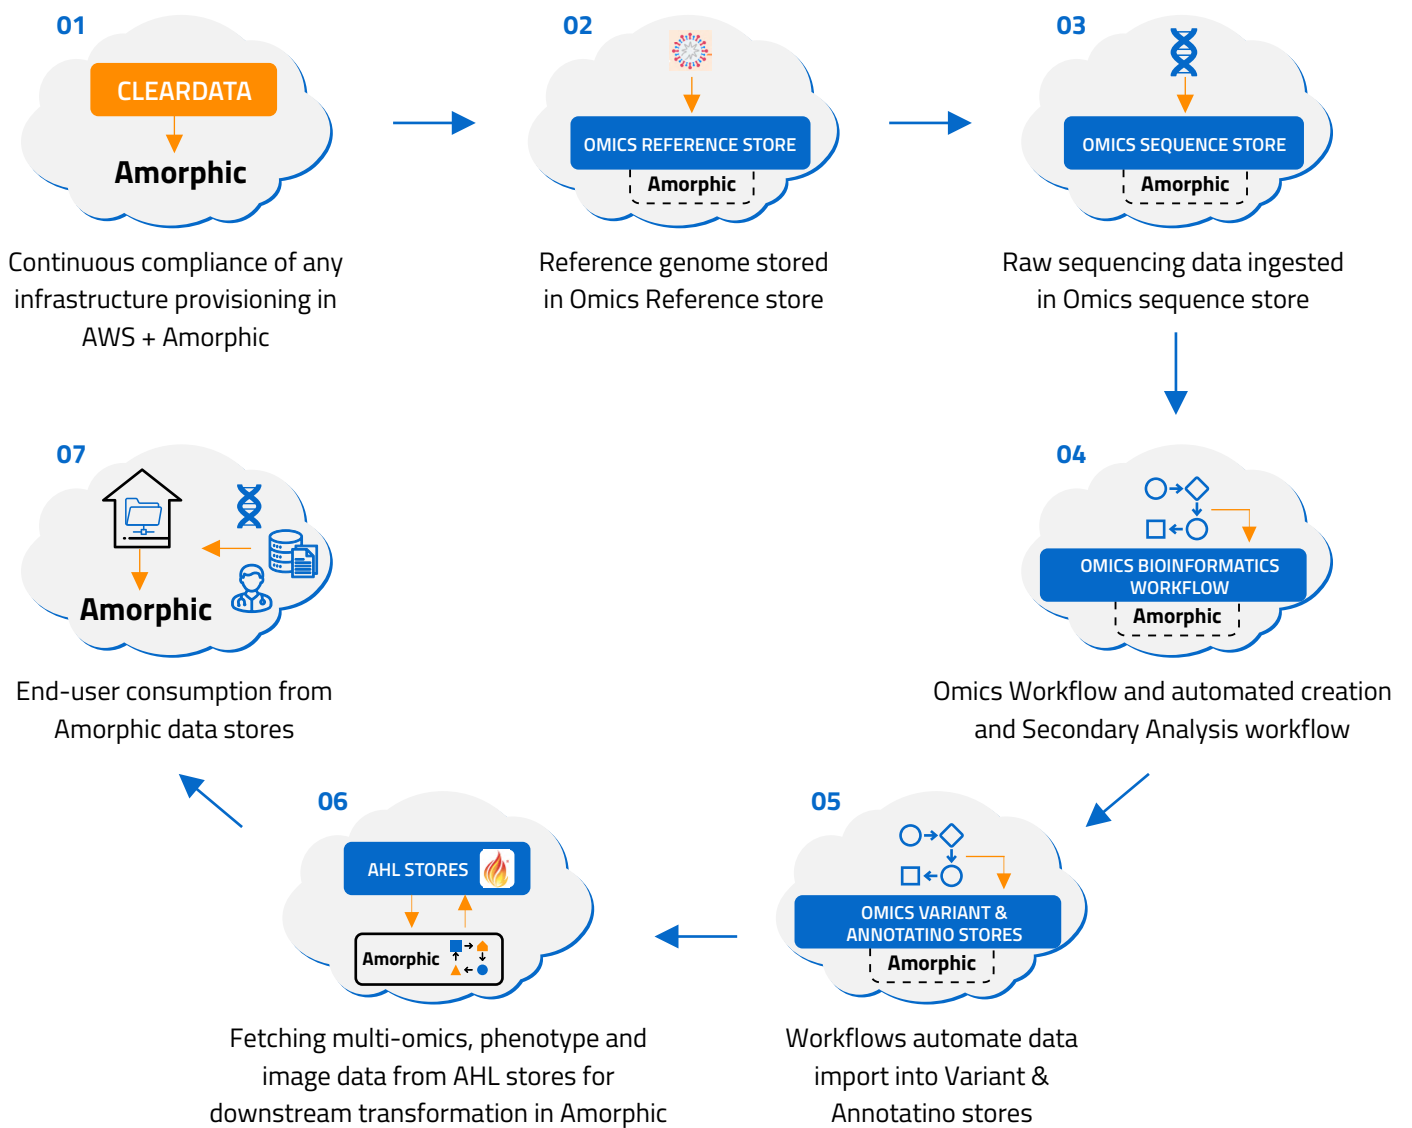 01
CLEARDATA
Amorphic
Continuous compliance of any
infrastructure provisioning in
AWS + Amorphic
02
OMICS REFERENCE STORE
Amorphic
Reference genome stored
in Omics Reference store
03
OMICS SEQUENCE STORE
Amorphic
Raw sequencing data ingested
in Omics sequence store
04
OMICS BIOINFORMATICS
WORKFLOW
Amorphic
Omics Workflow and automated creation
and Secondary Analysis workflow
05
OMICS VARIANT &
ANNOTATINO STORES
Amorphic
Workflows automate data
import into Variant &
Annotatino stores
06
AHL STORES
Amorphic
Fetching multi-omics, phenotype and
image data from AHL stores for
downstream transformation in Amorphic
07
Amorphic
End-user consumption from
Amorphic data stores